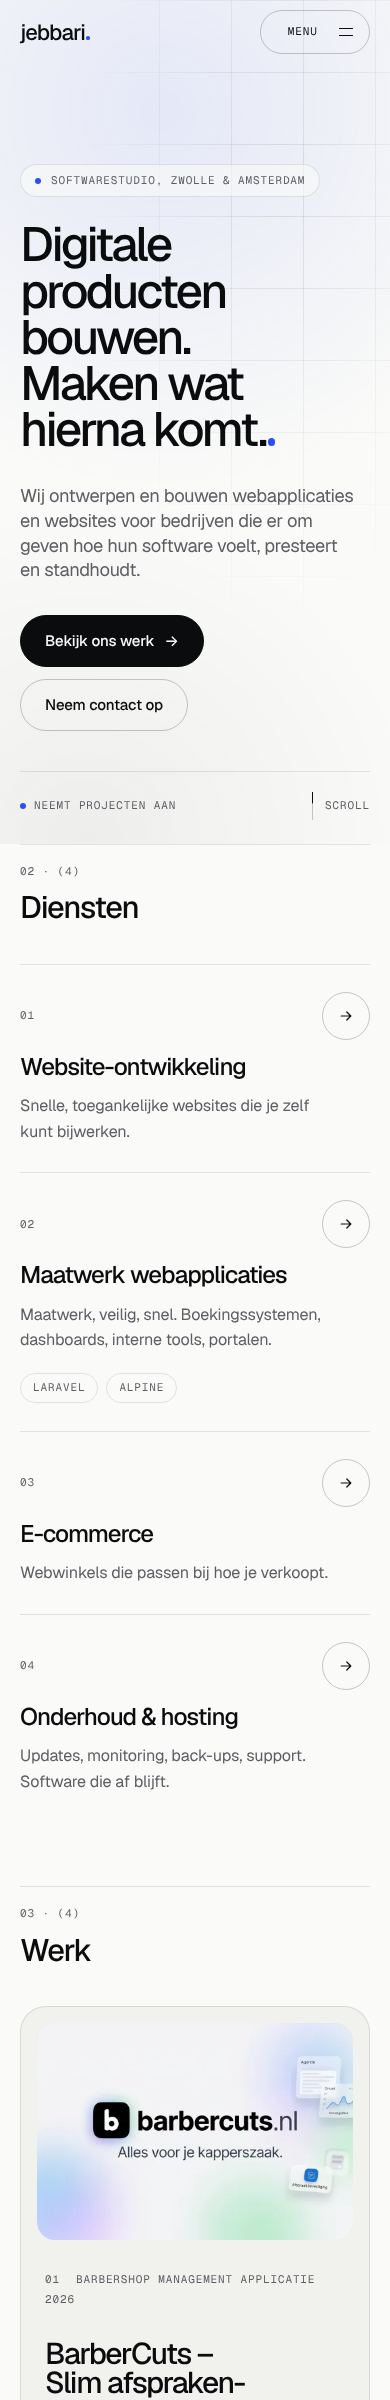 jebbari.
MENU
SOFTWARESTUDIO, ZWOLLE & AMSTERDAM
Digitale
producten
bouwen.
Maken wat
hierna komt..
Wij ontwerpen en bouwen webapplicaties
en websites voor bedrijven die er om
geven hoe hun software voelt, presteert
en standhoudt.
Bekijk ons werk →
Neem contact op
NEEMT PROJECTEN AAN
SCROLL
02 · (4)
Diensten
01
→
Website-ontwikkeling
Snelle, toegankelijke websites die je zelf
kunt bijwerken.
02
→
Maatwerk webapplicaties
Maatwerk, veilig, snel. Boekingssystemen,
dashboards, interne tools, portalen.
LARAVEL
ALPINE
03
→
E-commerce
Webwinkels die passen bij hoe je verkoopt.
04
→
Onderhoud & hosting
Updates, monitoring, back-ups, support.
Software die af blijft.
03 · (4)
Werk
Agenda
b barbercuts.nl
Alles voor je kapperszaak.
01 BARBERSHOP MANAGEMENT APPLICATIE
2026
BarberCuts –
Slim afspraken-